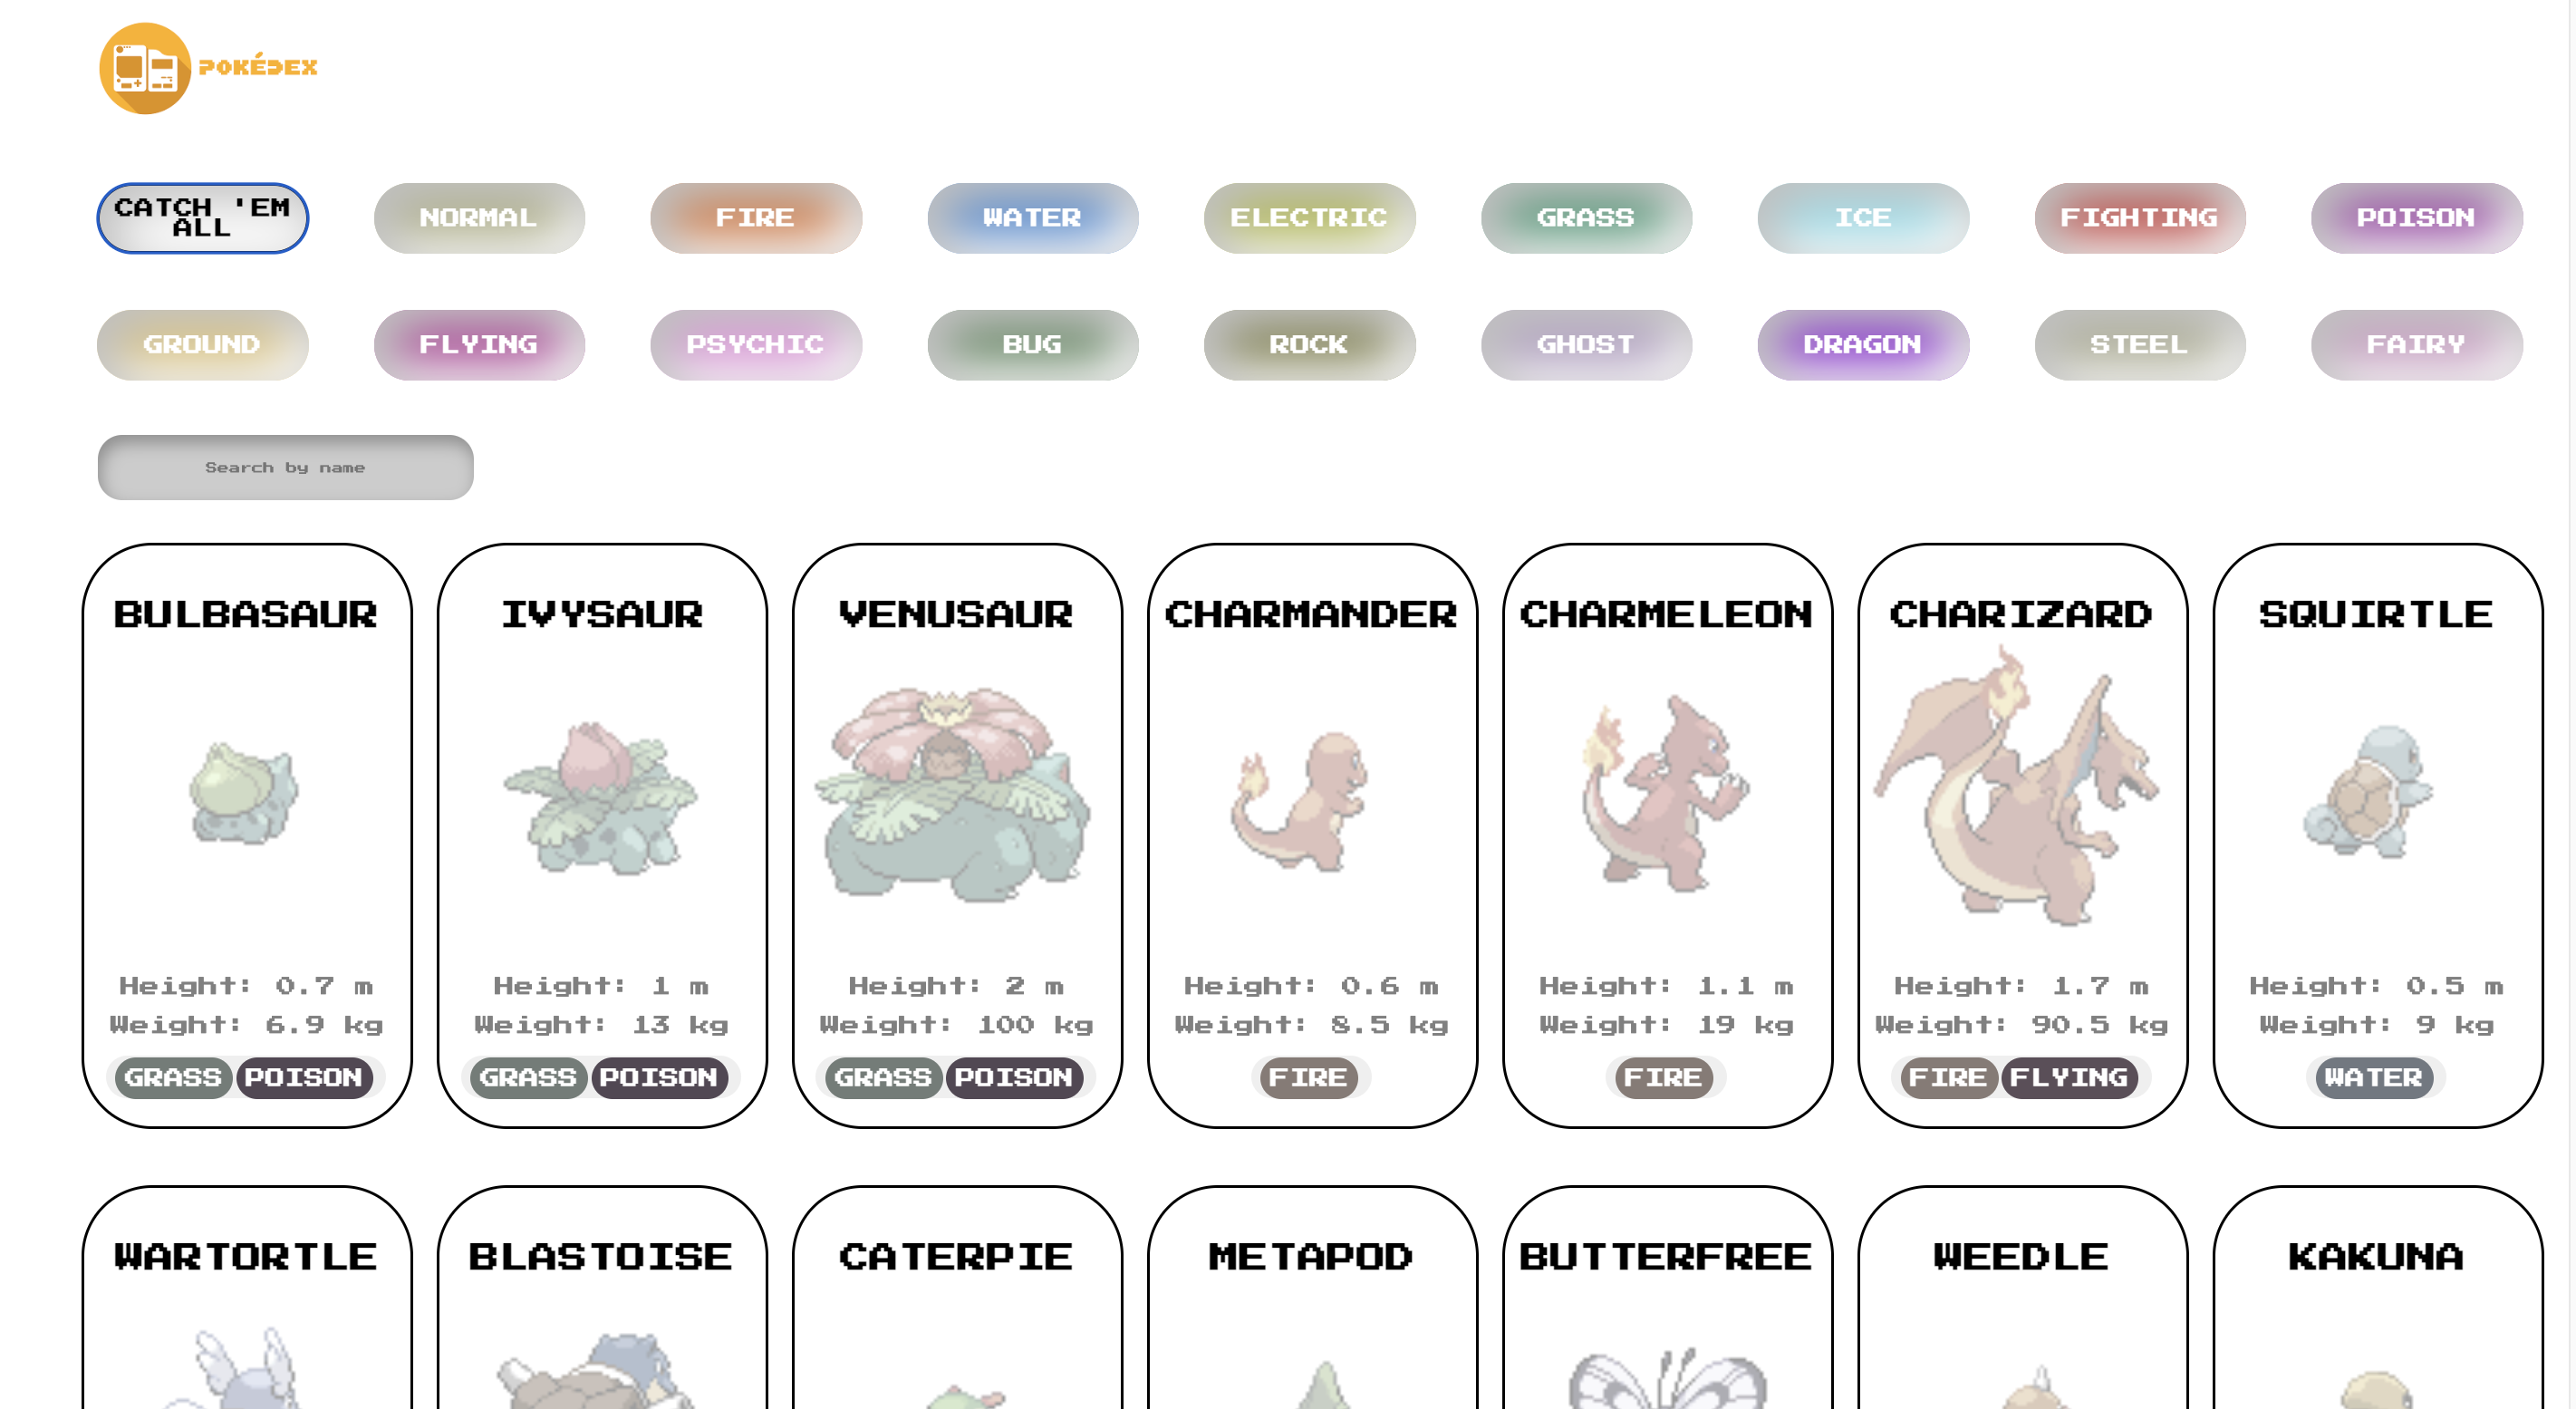 POKÉDEX
CATCH 'EM
ALL
NORMAL
FIRE
WATER
ELECTRIC
GRASS
ICE
FIGHTING
POISON
GROUND
FLYING
PSYCHIC
BUG
ROCK
GHOST
DRAGON
STEEL
FAIRY
Search by name
BULBASAUR
Height: 0.7 m
Weight: 6.9 kg
GRASS POISON
IVYSAUR
Height: 1 m
Weight: 13 kg
GRASS POISON
VENUSAUR
Height: 2 m
Weight: 100 kg
GRASS POISON
CHARMANDER
Height: 0.6 m
Weight: 8.5 kg
FIRE
CHARMELEON
Height: 1.1 m
Weight: 19 kg
FIRE
CHARIZARD
Height: 1.7 m
Weight: 90.5 kg
FIRE FLYING
SQUIRTLE
Height: 0.5 m
Weight: 9 kg
WATER
WARTORTLE
BLASTOISE
CATERPIE
METAPOD
BUTTERFREE
WEEDLE
KAKUNA